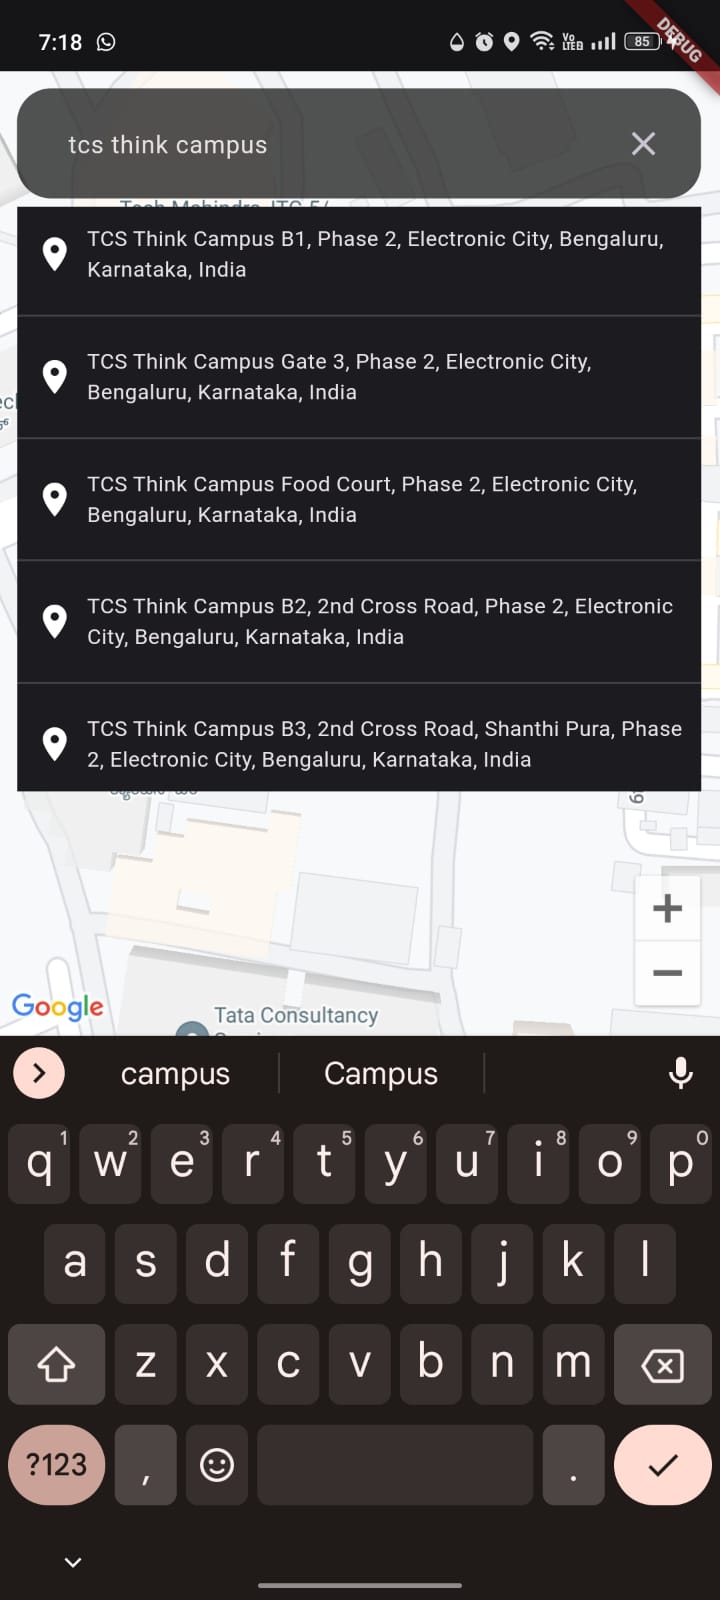 7:18
Vo
LTEB
85
DEBUG
tcs think campus
Tech Mahindra, ITC 5/
TCS Think Campus B1, Phase 2, Electronic City, Bengaluru,
Karnataka, India
TCS Think Campus Gate 3, Phase 2, Electronic City,
Bengaluru, Karnataka, India
TCS Think Campus Food Court, Phase 2, Electronic City,
Bengaluru, Karnataka, India
TCS Think Campus B2, 2nd Cross Road, Phase 2, Electronic
City, Bengaluru, Karnataka, India
TCS Think Campus B3, 2nd Cross Road, Shanthi Pura, Phase
2, Electronic City, Bengaluru, Karnataka, India
+
−
Google
Tata Consultancy
campus Campus
q 1 w 2 e 3 r 4 t 5 y 6 u 7 i 8 o 9 p 0
a s d f g h j k l
z x c v b n m
?123 , .